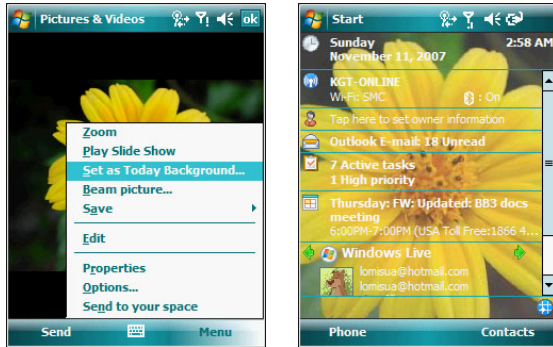 Pictures & Videos
ok
Zoom
Play Slide Show
Set as Today Background...
Beam picture...
Save
Edit
Properties
Options...
Send to your space
Send
Menu
Start
Sunday
2:58 AM
November 11, 2007
KGT-ONLINE
Wi-Fi: SMC
: On
Tap here to set owner information
Outlook E-mail: 18 Unread
7 Active tasks
1 High priority
Thursday: FW: Updated: BB3 docs
meeting
6:00PM-7:00PM (USA Toll Free:1866 4...
Windows Live
lomisua@hotmail.com
lomisua@hotmail.com
Phone
Contacts